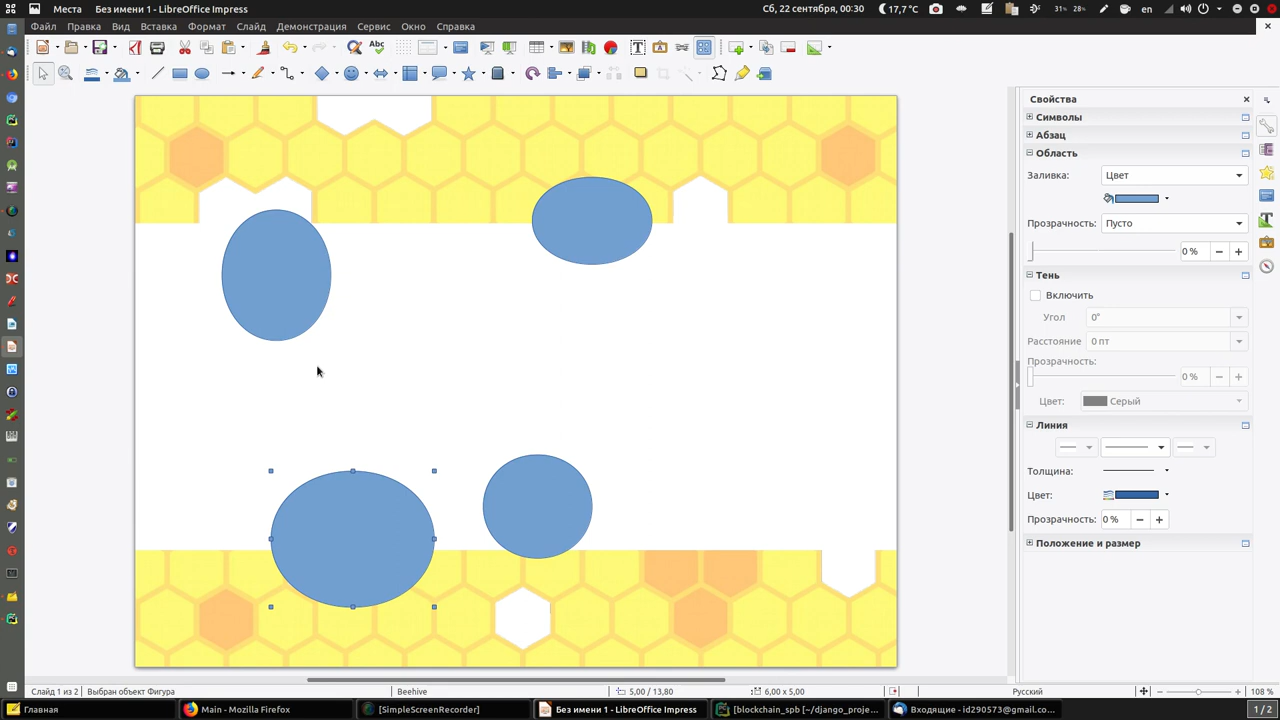 Места
Без имени 1 - LibreOffice Impress
Сб, 22 сентября, 00:30
17,7 °C
31%
28%
en
Файл Правка Вид Вставка Формат Слайд Демонстрация Сервис Окно Справка
Abc
Свойства
Символы
Абзац
Область
Заливка: Цвет
Прозрачность: Пусто
0 %
Тень
Включить
Угол 0°
Расстояние 0 пт
Прозрачность:
0 %
Цвет: Серый
Линия
Толщина:
Цвет:
Прозрачность: 0 %
Положение и размер
Слайд 1 из 2
Выбран объект Фигура
Beehive
5,00 / 13,80
6,00 x 5,00
Русский
108 %
Главная
Main - Mozilla Firefox
[SimpleScreenRecorder]
Без имени 1 - LibreOffice Impress
[blockchain_spb [~/django_proje...
Входящие - id290573@gmail.co...
1 / 2